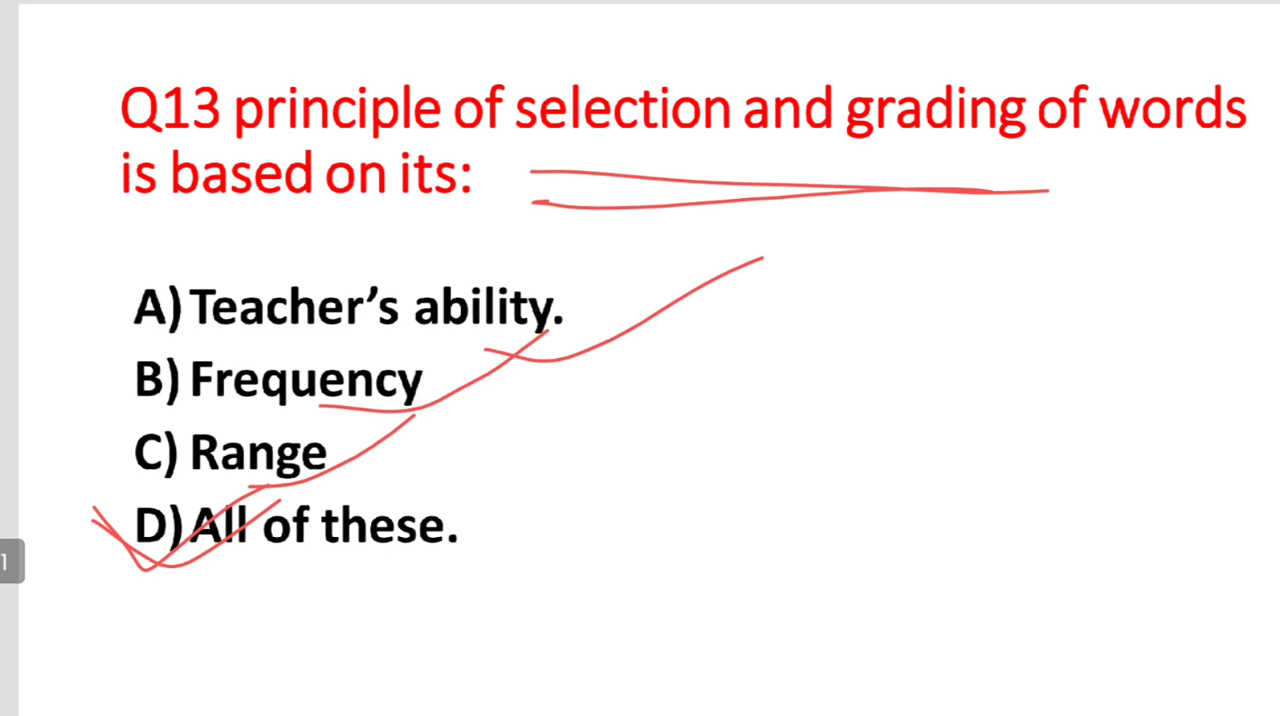 Q13 principle of selection and grading of words
is based on its:
A) Teacher’s ability.
B) Frequency
C) Range
D) All of these.
1